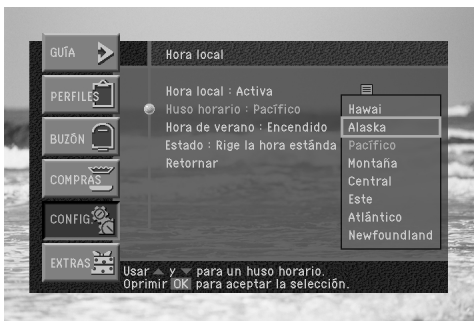 GUÍA
PERFILES
BUZÓN
COMPRAS
CONFIG.
EXTRAS
Hora local
Hora local : Activa
Huso horario : Pacífico
Hora de verano : Encendido
Estado : Rige la hora estánda
Retornar
Hawai
Alaska
Pacífico
Montaña
Central
Este
Atlántico
Newfoundland
Usar y para un huso horario.
Oprimir OK para aceptar la selección.